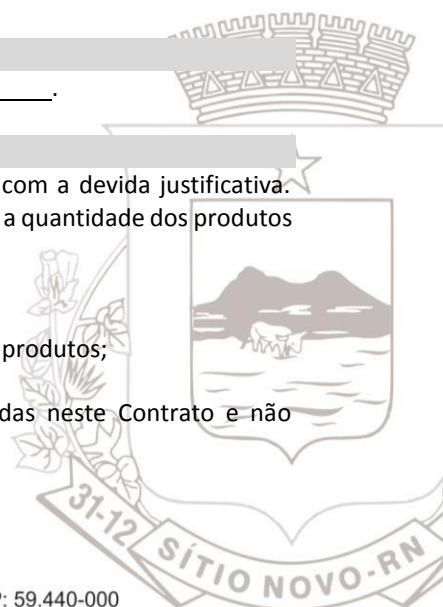 .
com a devida justificativa.
a quantidade dos produtos
produtos;
das neste Contrato e não
31-12 SÍTIO NOVO-RN
: 59.440-000